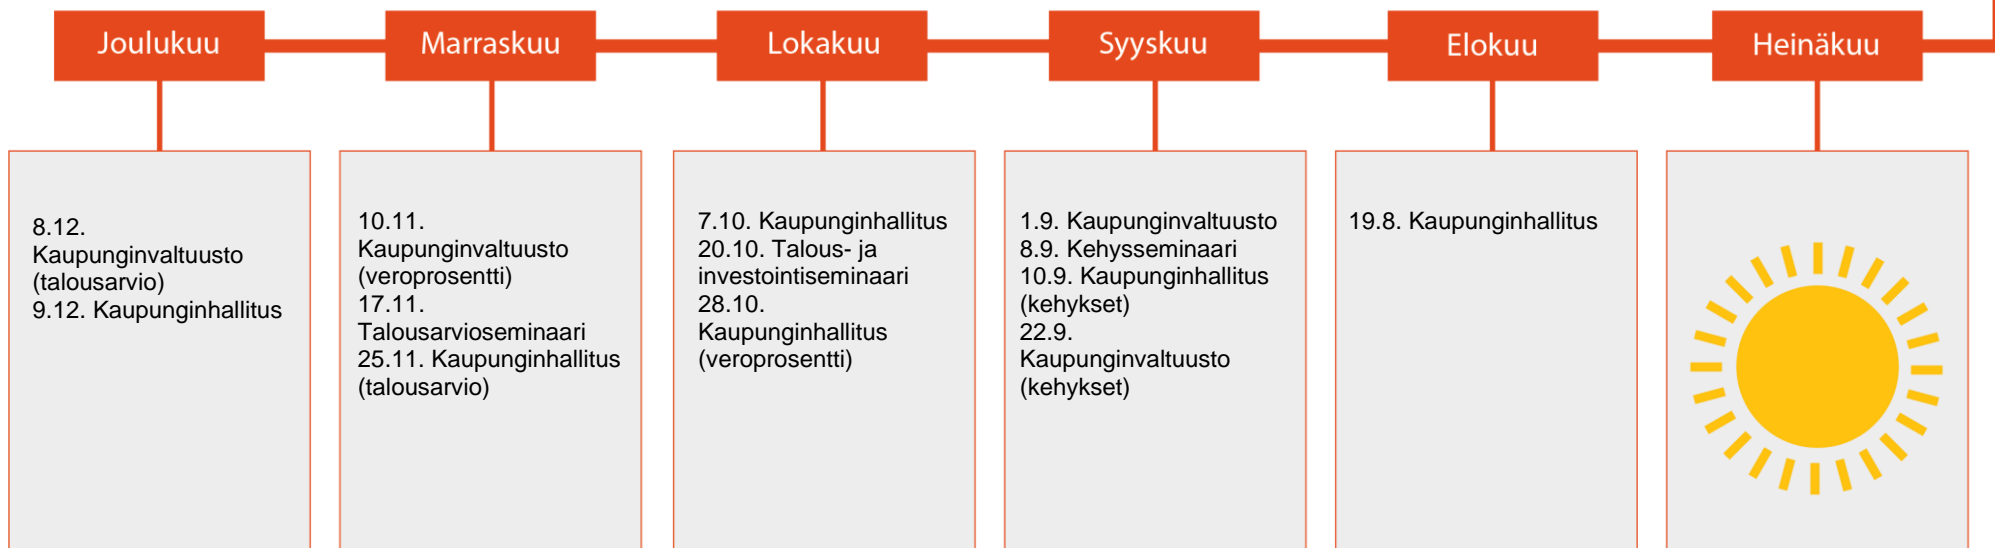 Joulukuu
Marraskuu
Lokakuu
Syyskuu
Elokuu
Heinäkuu
8.12.
Kaupunginvaltuusto
(talousarvio)
9.12. Kaupunginhallitus
10.11.
Kaupunginvaltuusto
(veroprosentti)
17.11.
Talousarvioseminaari
25.11. Kaupunginhallitus
(talousarvio)
7.10. Kaupunginhallitus
20.10. Talous- ja
investointiseminaari
28.10.
Kaupunginhallitus
(veroprosentti)
1.9. Kaupunginvaltuusto
8.9. Kehysseminaari
10.9. Kaupunginhallitus
(kehykset)
22.9.
Kaupunginvaltuusto
(kehykset)
19.8. Kaupunginhallitus